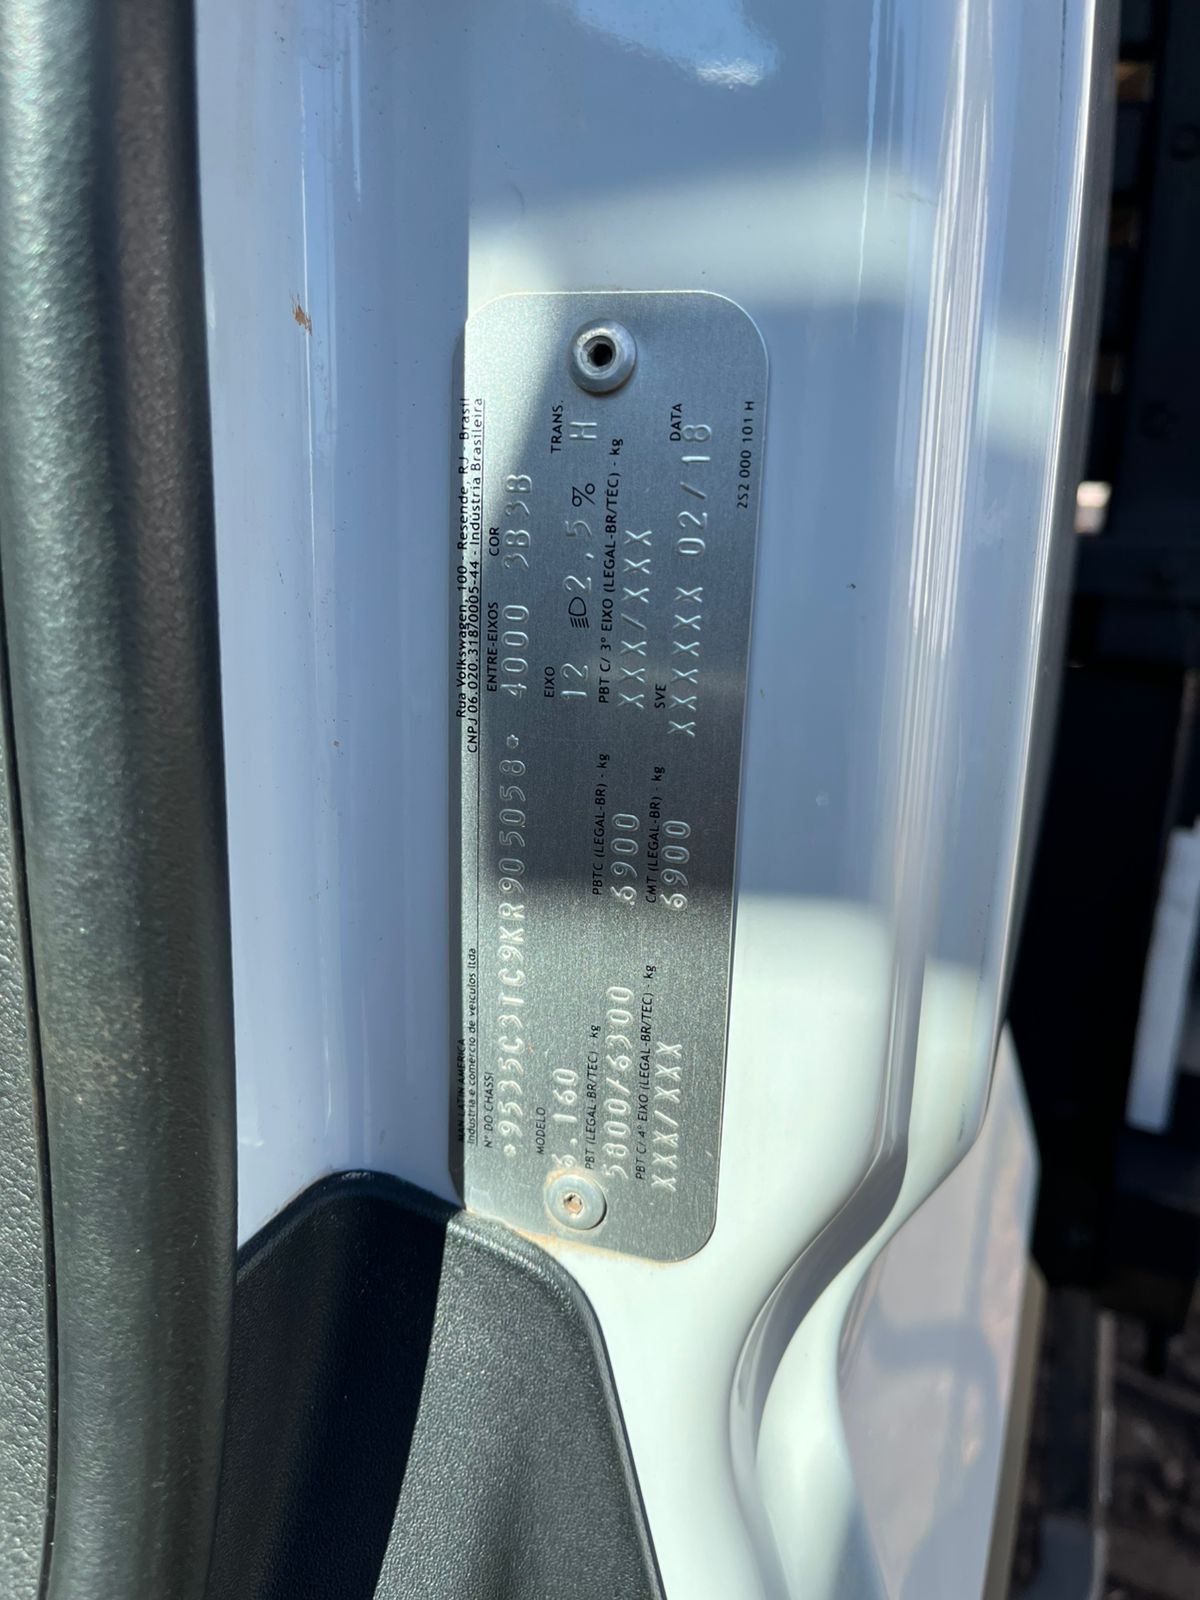 MAN LATIN AMERICA
Indústria e comércio de veículos ltda
Rua Volkswagen, 100 - Resende, RJ - Brasil
CNPJ 06.020.318/0005-44 - Indústria Brasileira
Nº DO CHASSI ENTRE-EIXOS COR
*9535C3TC9KR905058* 4000 3B3B
MODELO EIXO TRANS.
5.160 12 2,5 % H
PBT (LEGAL-BR/TEC) - kg PBTC (LEGAL-BR) - kg PBT C/ 3º EIXO (LEGAL-BR/TEC) - kg
5800/6300 6900 XXX/XXX
PBT C/ 4º EIXO (LEGAL-BR/TEC) - kg CMT (LEGAL-BR) - kg SVE DATA
XXX/XXX 6900 XXXXXX 02/18
2S2 000 101 H